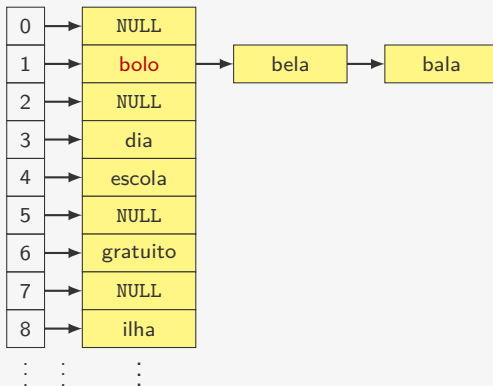 0 NULL
1 bolo bela bala
2 NULL
3 dia
4 escola
5 NULL
6 gratuito
7 NULL
8 ilha